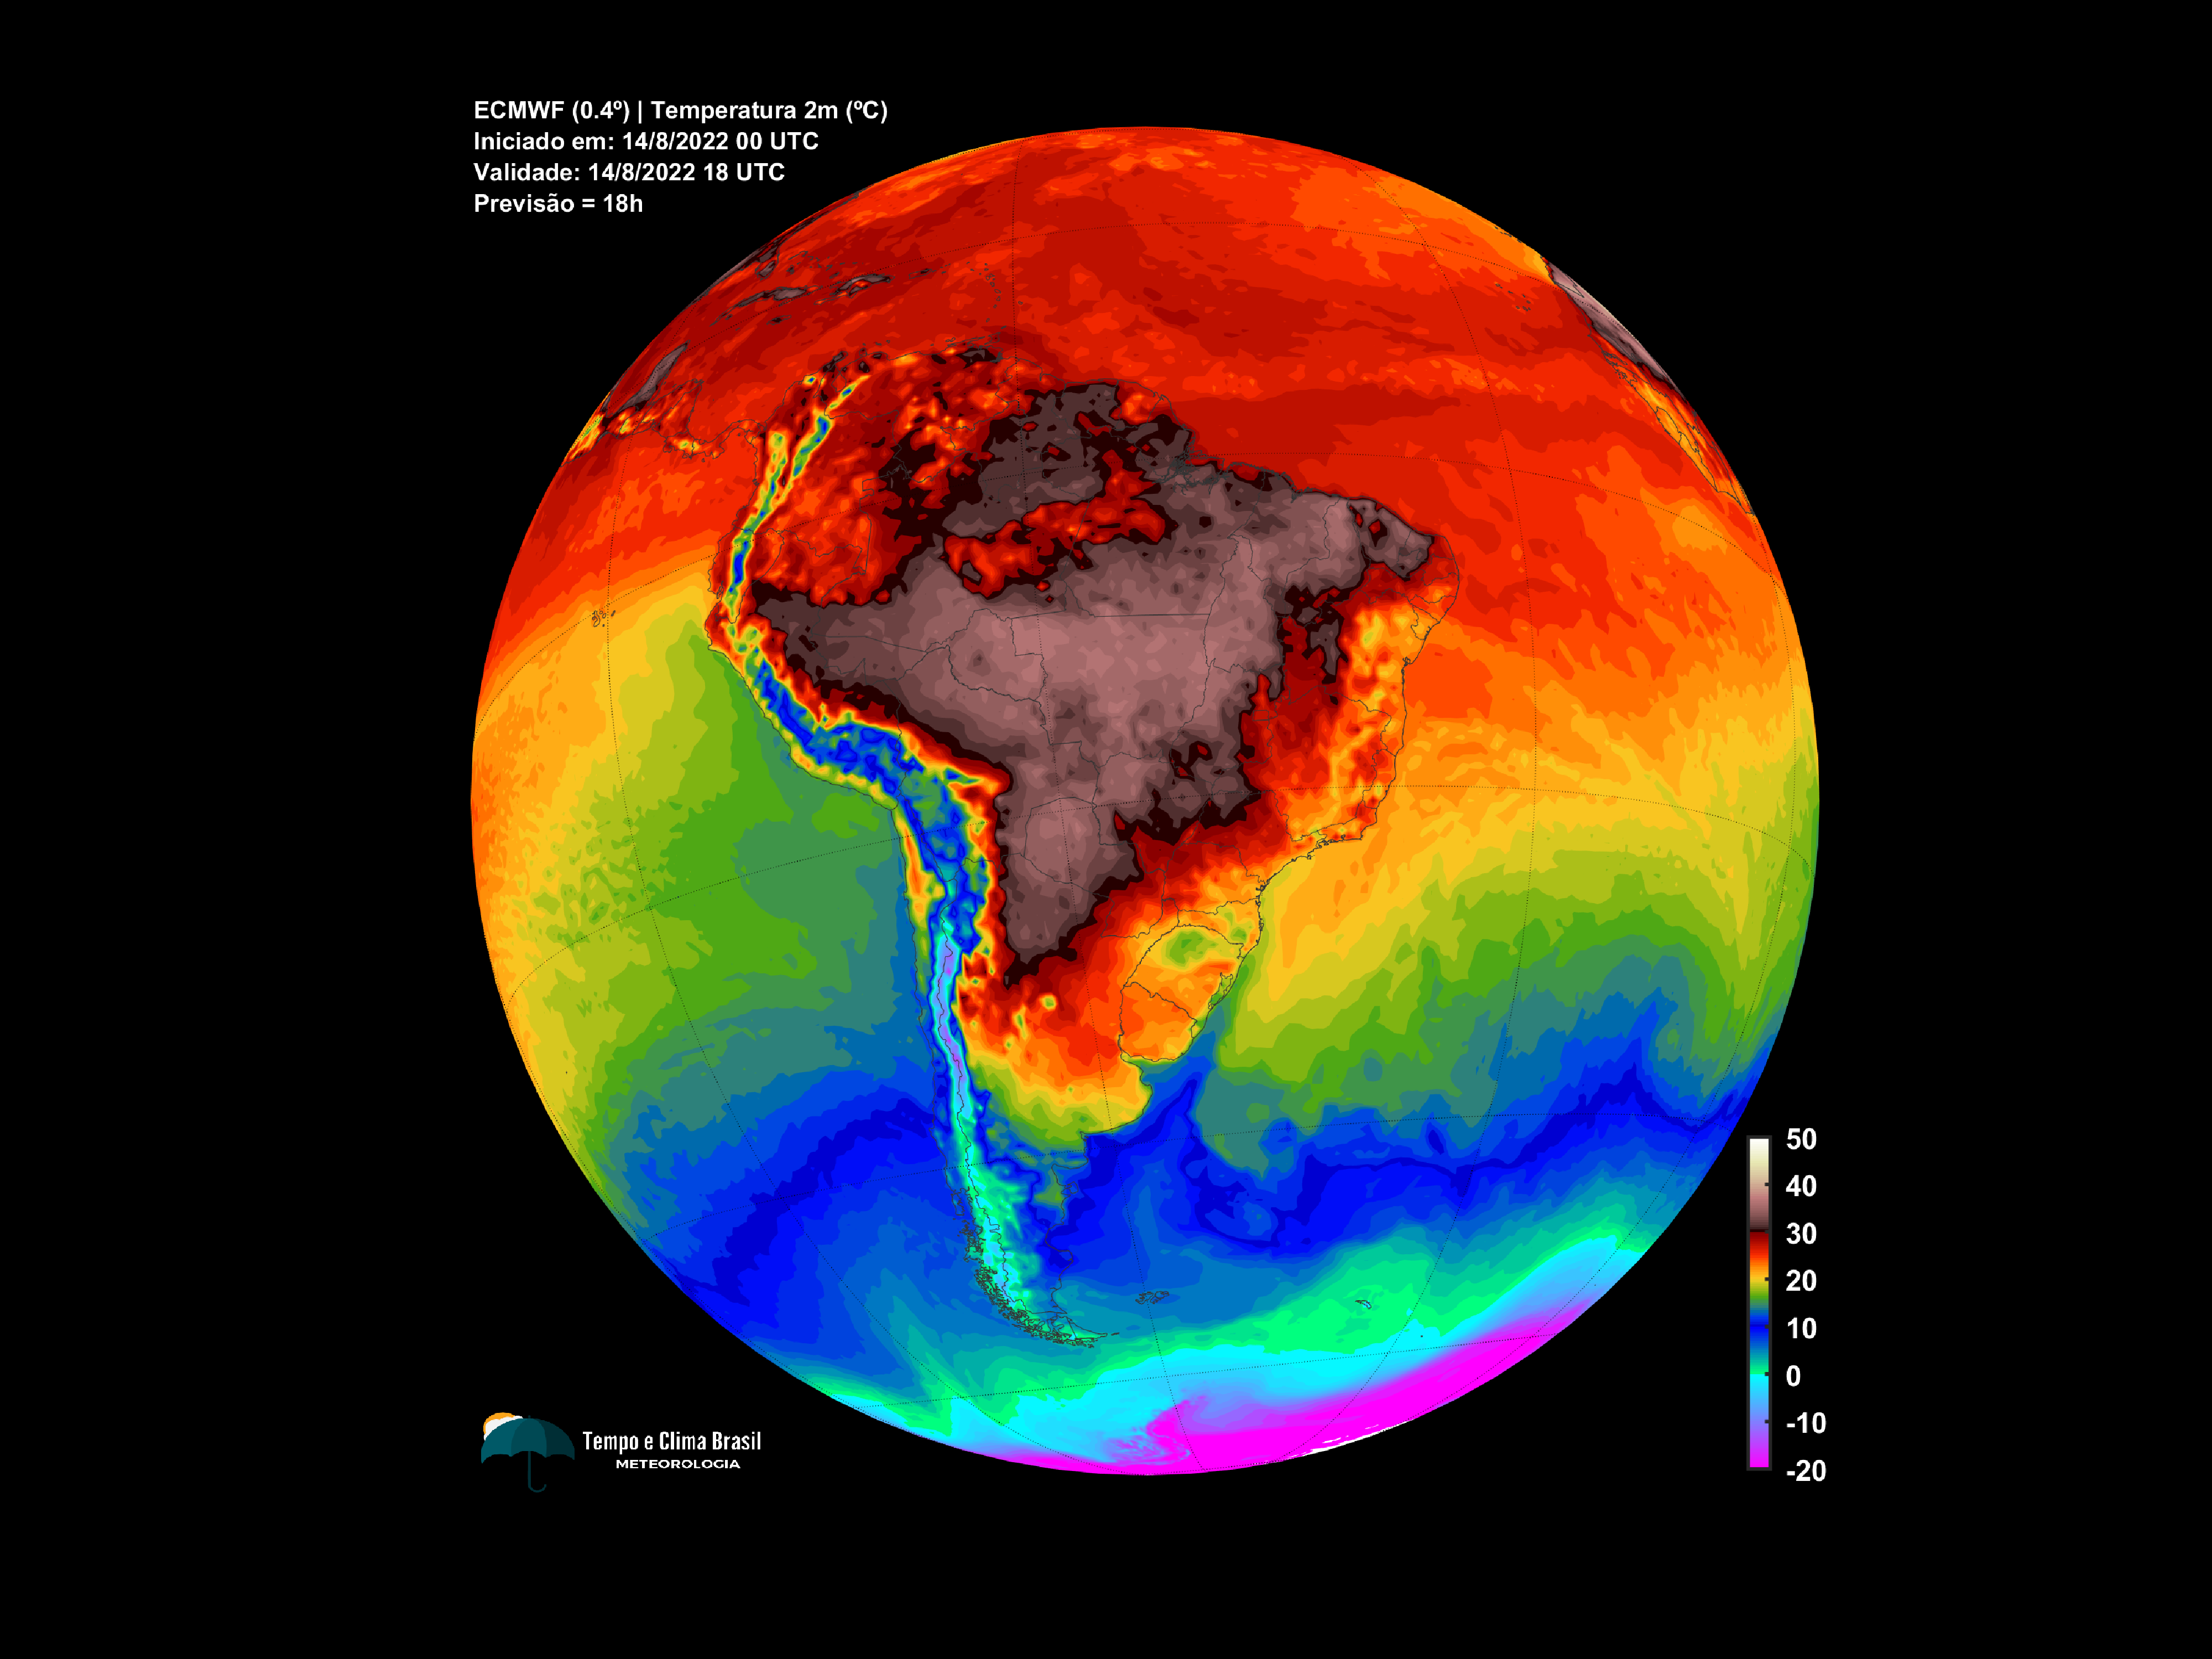 ECMWF (0.4º) | Temperatura 2m (ºC)
Iniciado em: 14/8/2022 00 UTC
Validade: 14/8/2022 18 UTC
Previsão = 18h
50
40
30
20
10
0
-10
-20
Tempo e Clima Brasil
METEOROLOGIA